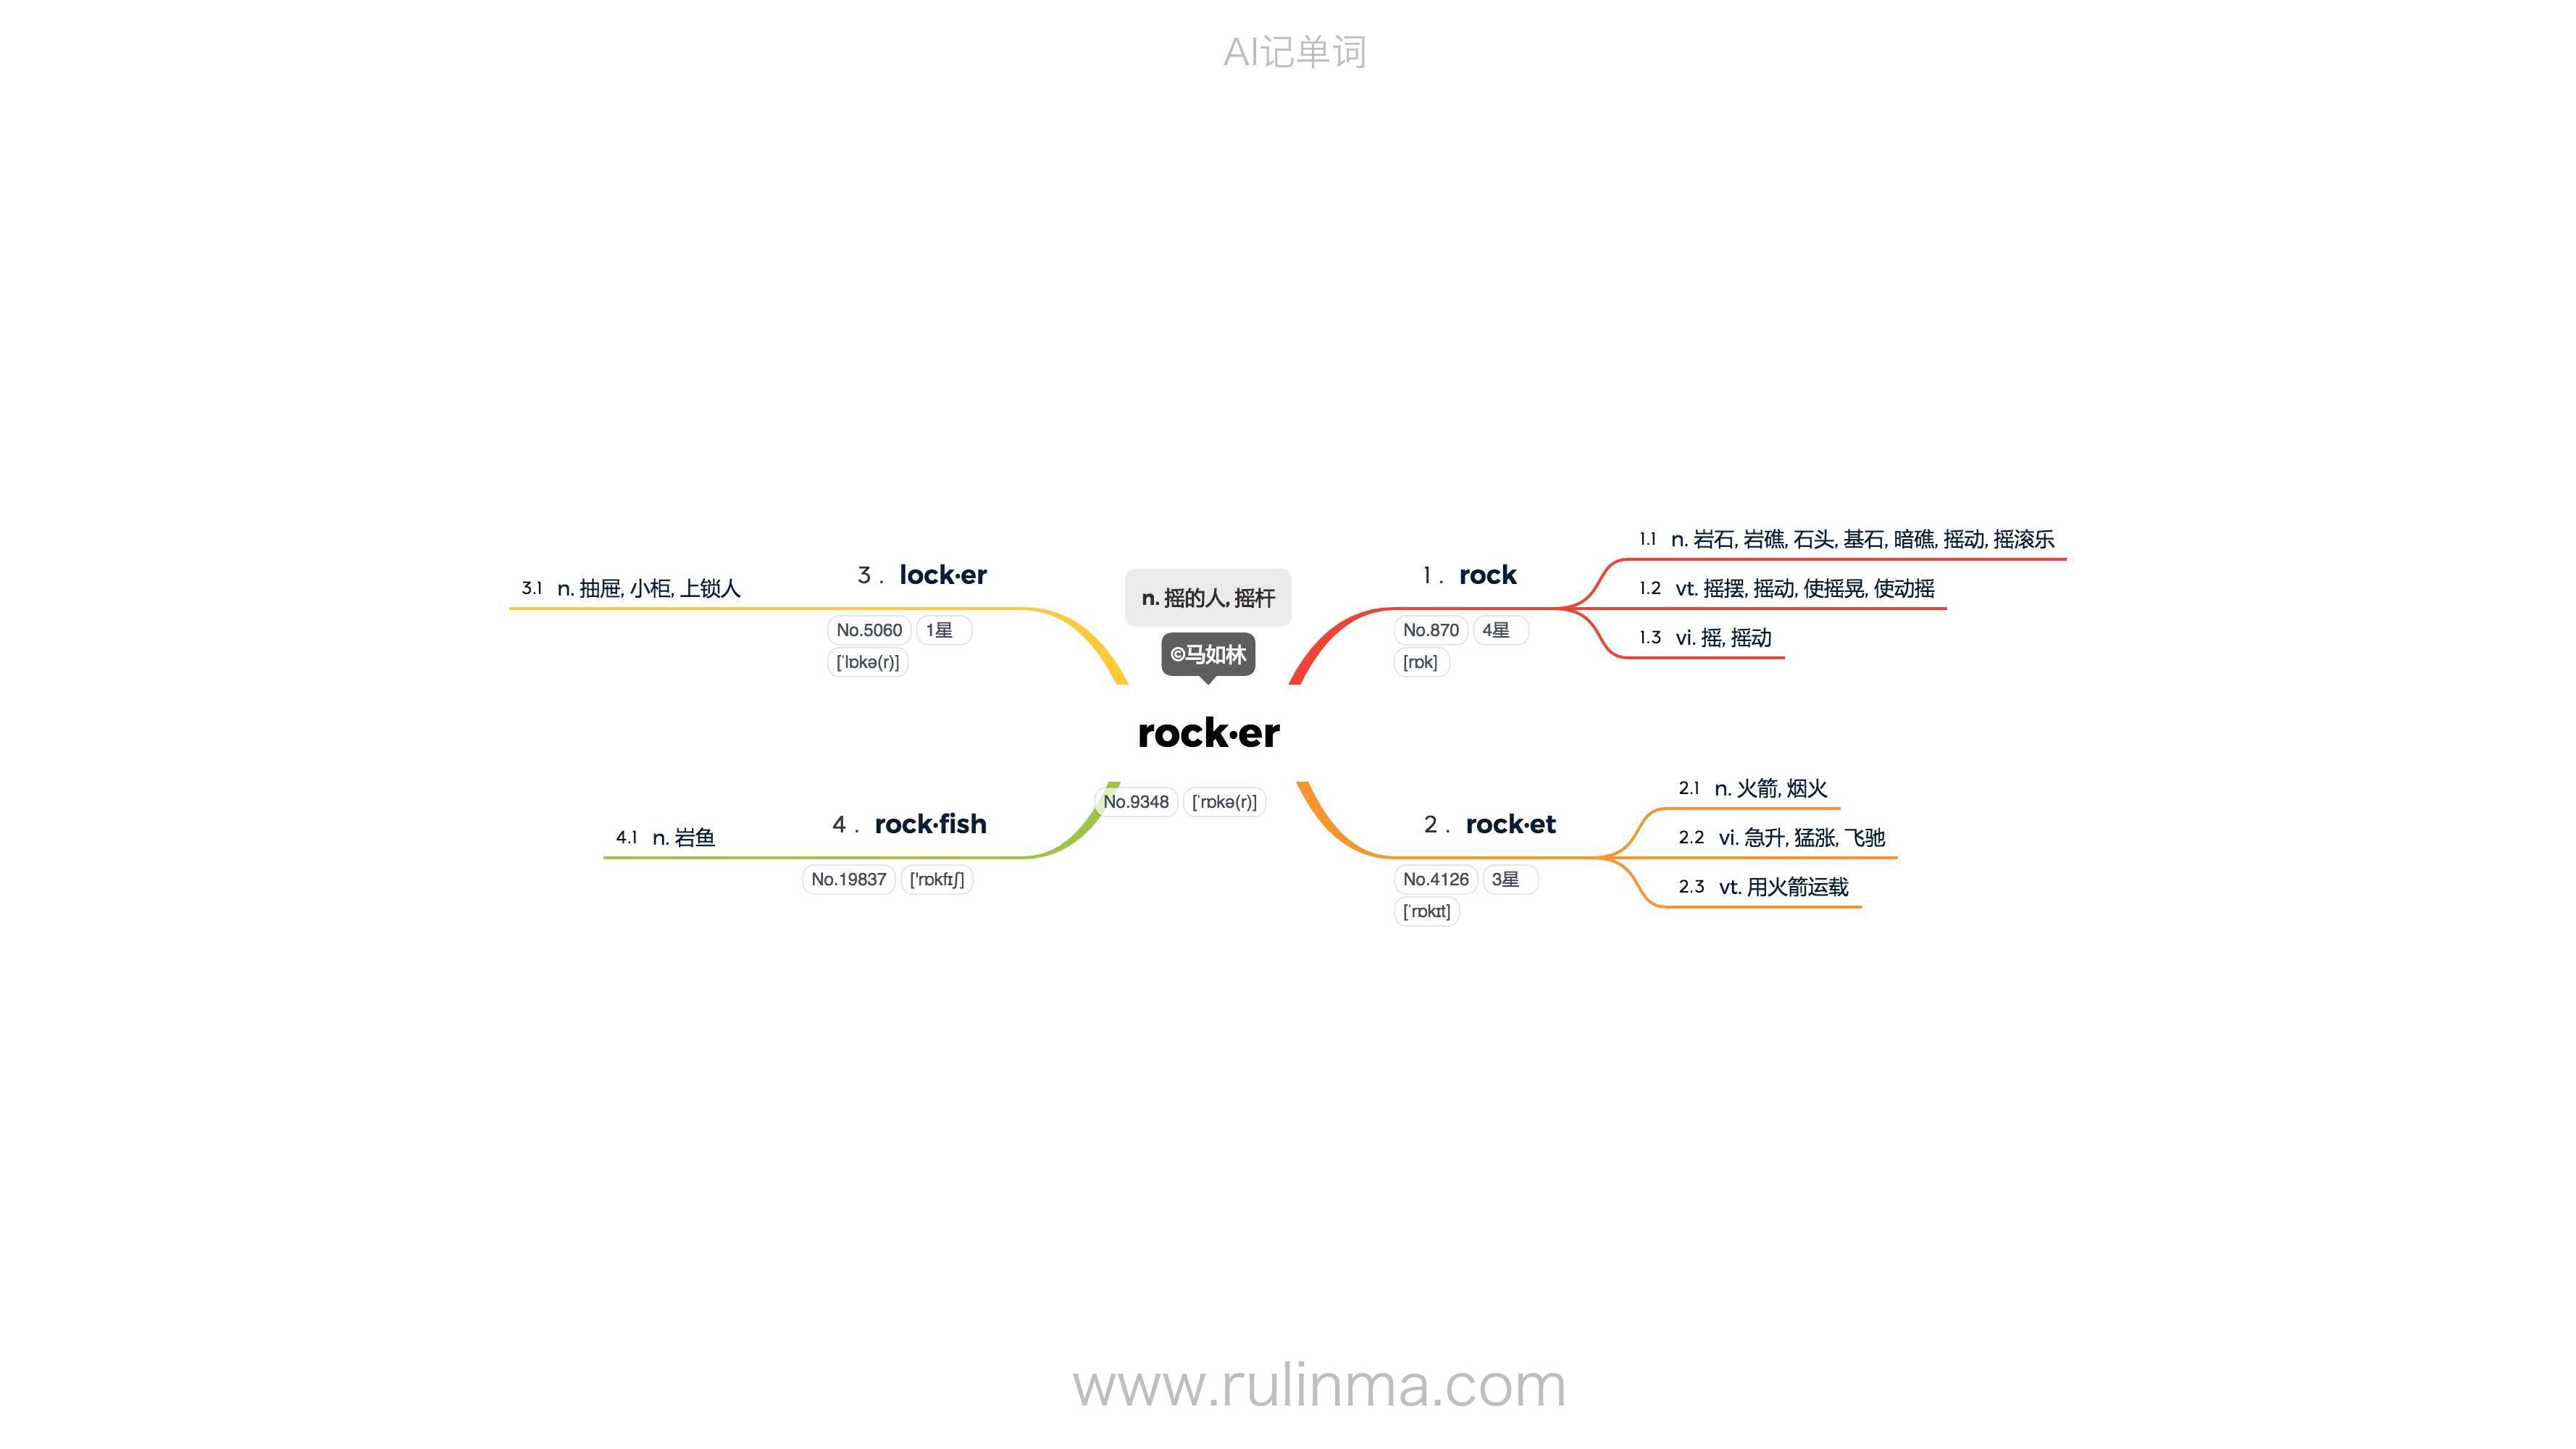 AI记单词
n. 摇的人, 摇杆
©马如林
rock·er
No.9348 [ˈrɒkə(r)]
1 . rock
No.870 4星
[rɒk]
1.1 n. 岩石, 岩礁, 石头, 基石, 暗礁, 摇动, 摇滚乐
1.2 vt. 摇摆, 摇动, 使摇晃, 使动摇
1.3 vi. 摇, 摇动
2 . rock·et
No.4126 3星
[ˈrɒkɪt]
2.1 n. 火箭, 烟火
2.2 vi. 急升, 猛涨, 飞驰
2.3 vt. 用火箭运载
3 . lock·er
No.5060 1星
[ˈlɒkə(r)]
3.1 n. 抽屉, 小柜, 上锁人
4 . rock·fish
No.19837 ['rɒkfɪʃ]
4.1 n. 岩鱼
www.rulinma.com